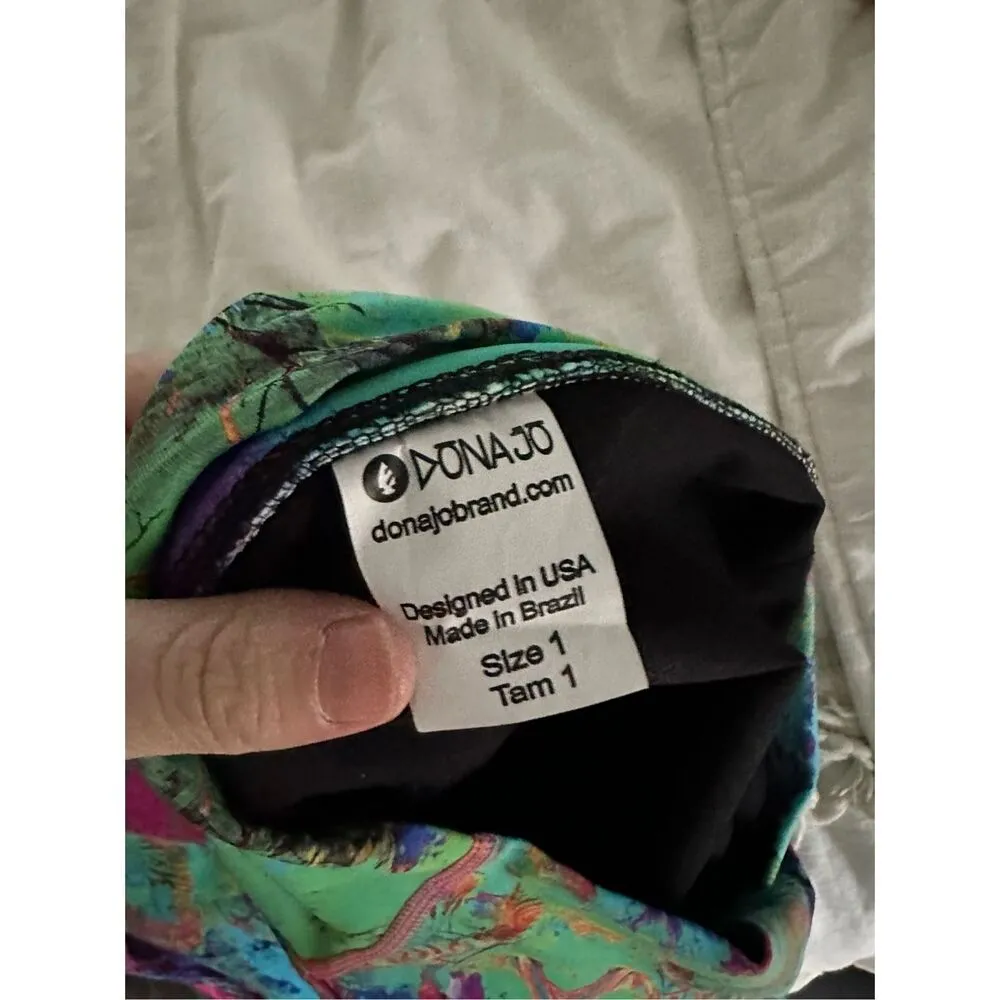 DONAJO
donajobrand.com
Designed in USA
Made in Brazil
Size 1
Tam 1